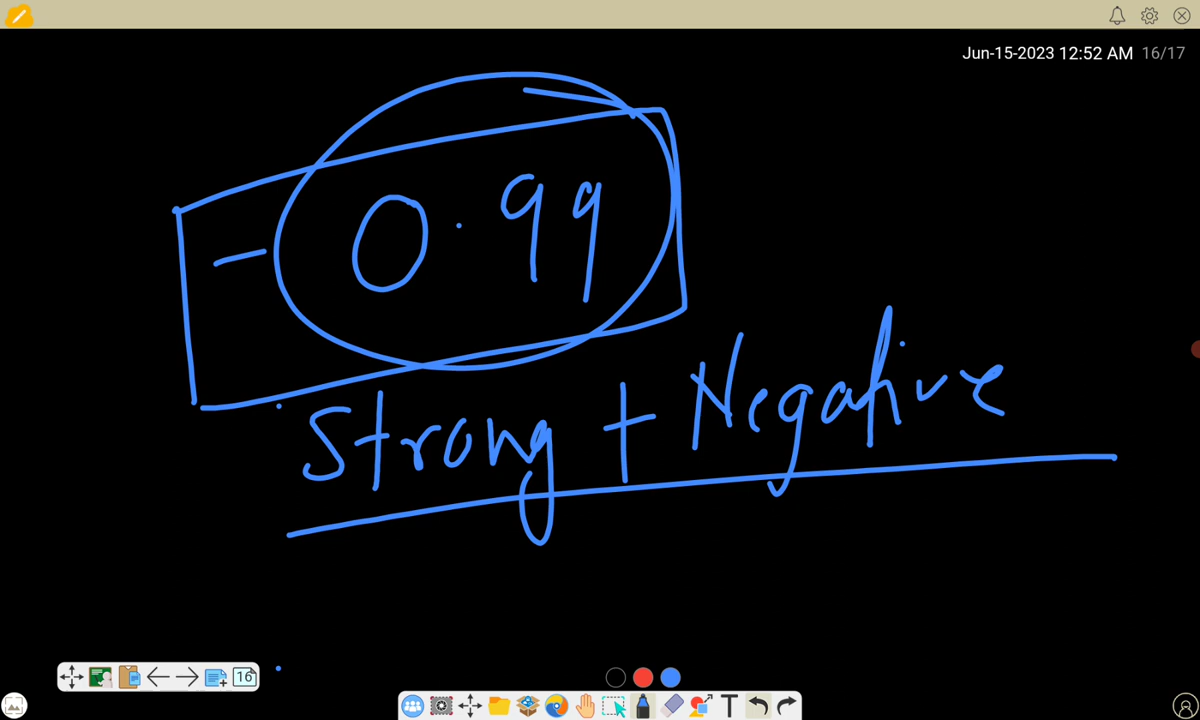 Jun-15-2023 12:52 AM 16/17
- 0.99
Strong + Negative
16
T